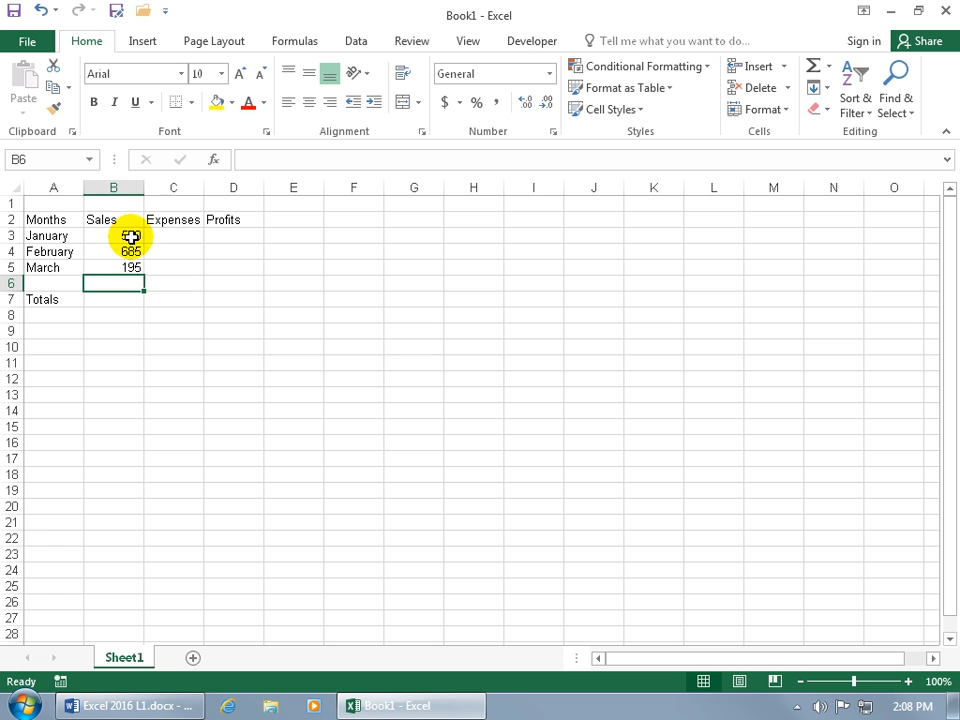 Book1 - Excel
File Home Insert Page Layout Formulas Data Review View Developer Tell me what you want to do... Sign in Share
Arial 10 General Conditional Formatting Insert
Paste B I U $ % Format as Table Delete Sort & Find &
Cell Styles Format Filter Select
Clipboard Font Alignment Number Styles Cells Editing
B6 fx
A B C D E F G H I J K L M N O
1
2 Months Sales Expenses Profits
3 January
4 February 685
5 March 195
6
7 Totals
8
9
10
11
12
13
14
15
16
17
18
19
20
21
22
23
24
25
26
27
28
Sheet1
Ready 100%
Excel 2016 L1.docx - ... Book1 - Excel 2:08 PM